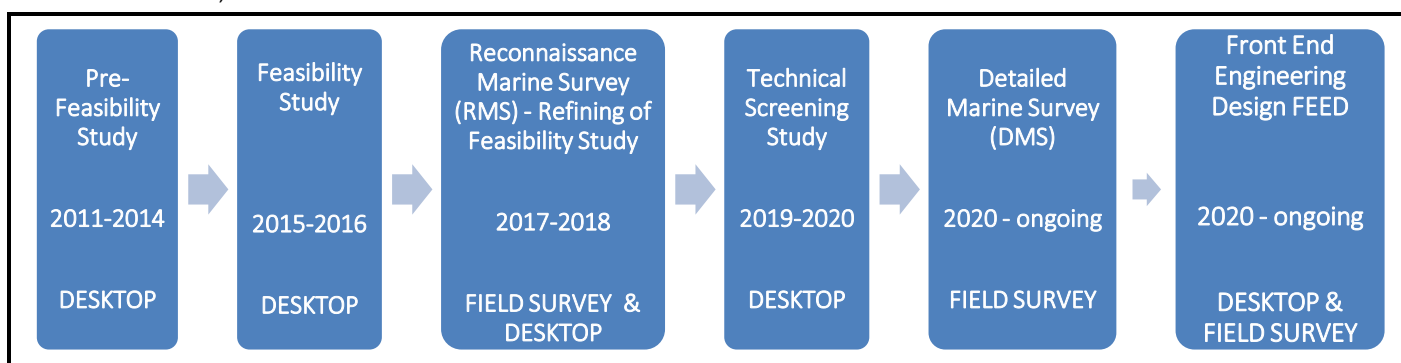 Pre-
Feasibility
Study
2011-2014
DESKTOP
Feasibility
Study
2015-2016
DESKTOP
Reconnaissance
Marine Survey
(RMS) - Refining of
Feasibility Study
2017-2018
FIELD SURVEY &
DESKTOP
Technical
Screening
Study
2019-2020
DESKTOP
Detailed
Marine Survey
(DMS)
2020 - ongoing
FIELD SURVEY
Front End
Engineering
Design FEED
2020 - ongoing
DESKTOP &
FIELD SURVEY